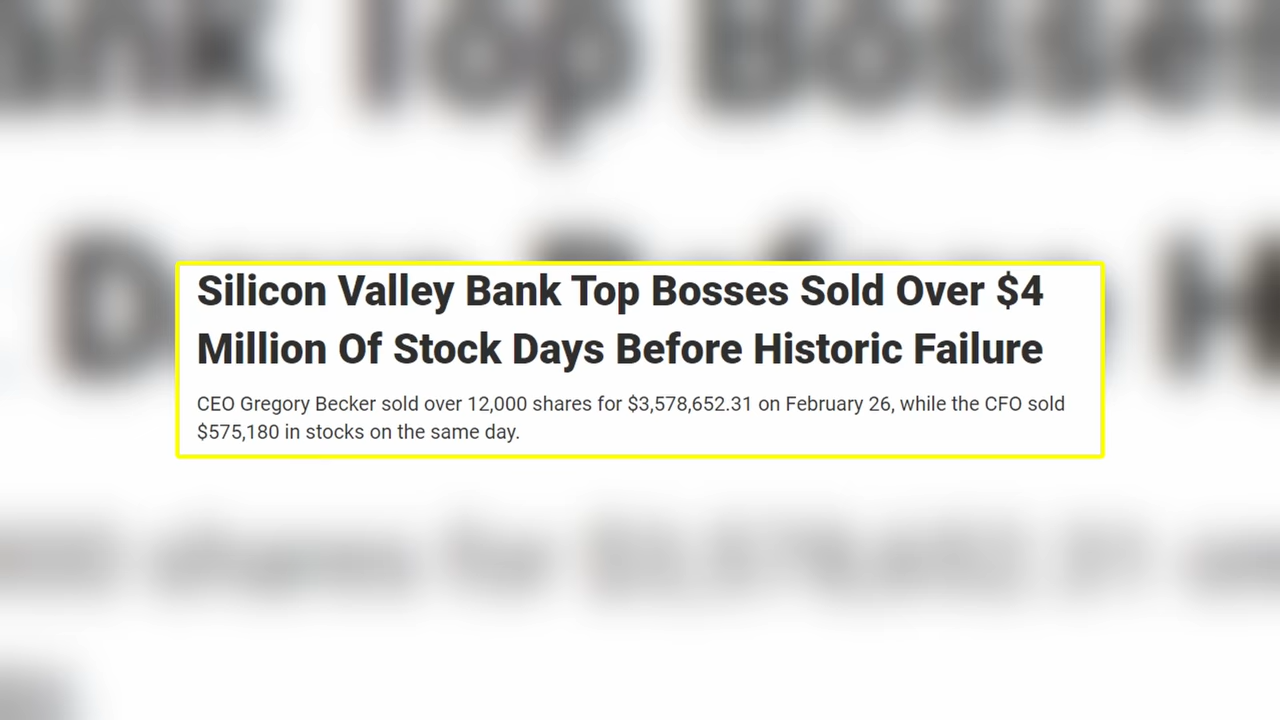 Silicon Valley Bank Top Bosses Sold Over $4
Million Of Stock Days Before Historic Failure
CEO Gregory Becker sold over 12,000 shares for $3,578,652.31 on February 26, while the CFO sold
$575,180 in stocks on the same day.